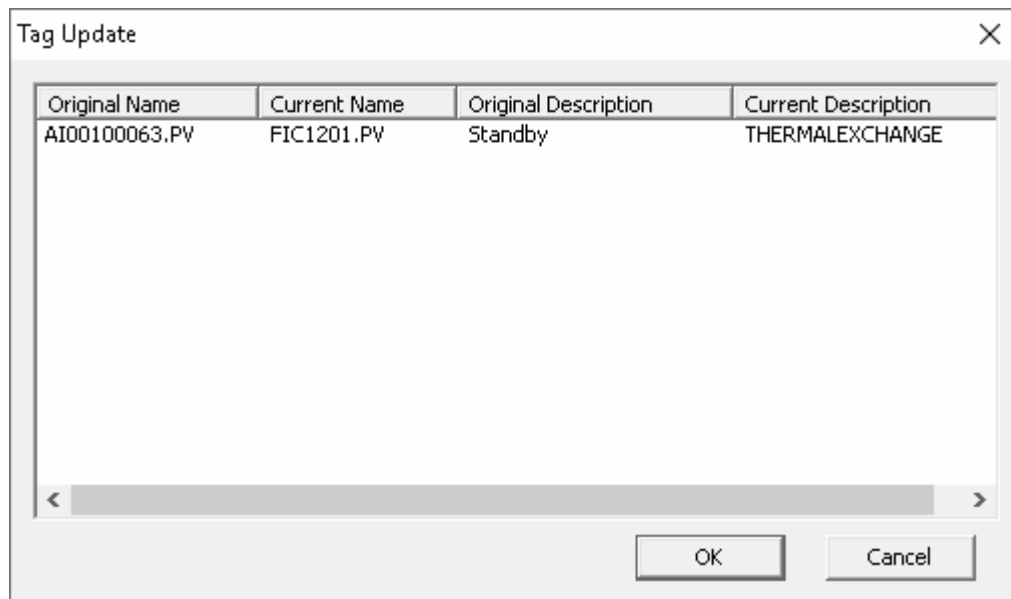 Tag Update
Original Name Current Name Original Description Current Description
AI00100063.PV FIC1201.PV Standby THERMALEXCHANGE
OK Cancel